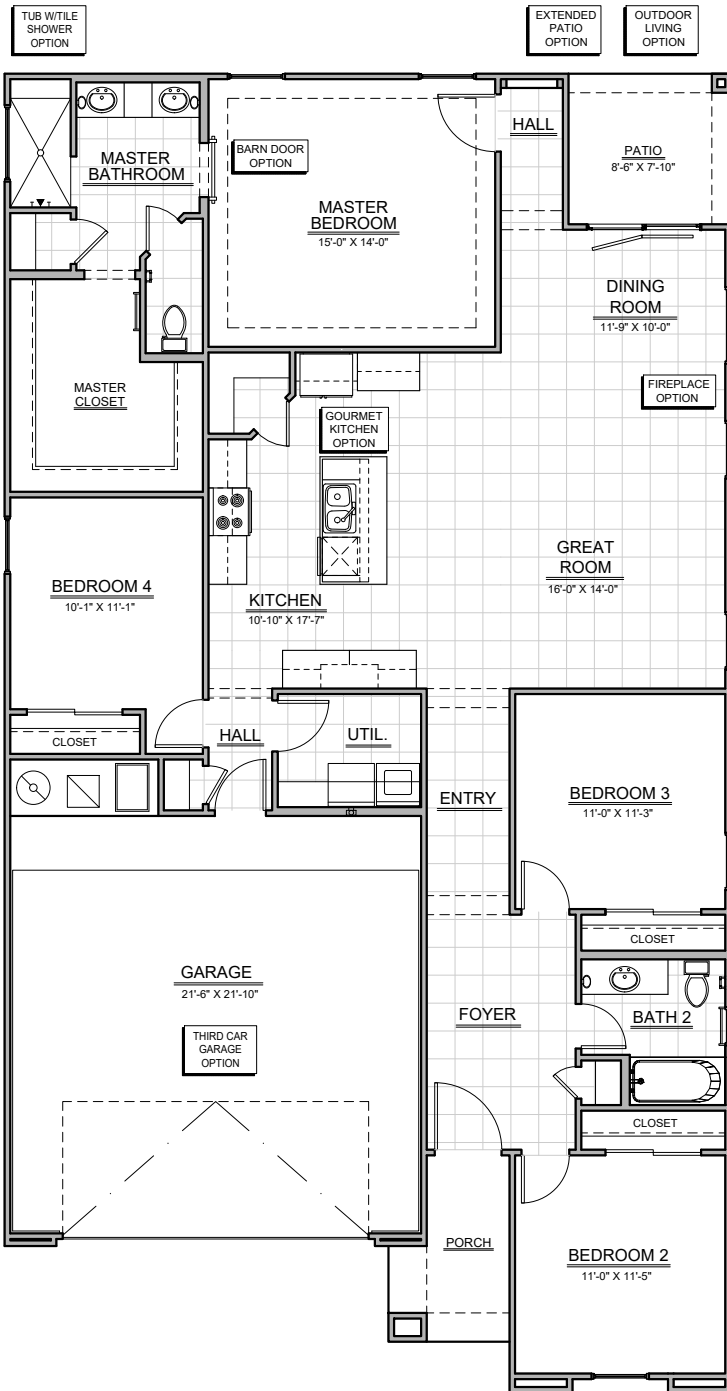 TUB W/TILE
SHOWER
OPTION
EXTENDED
PATIO
OPTION
OUTDOOR
LIVING
OPTION
HALL
MASTER
BATHROOM
BARN DOOR
OPTION
PATIO
8'-6" X 7'-10"
MASTER
BEDROOM
15'-0" X 14'-0"
DINING
ROOM
11'-9" X 10'-0"
MASTER
CLOSET
FIREPLACE
OPTION
GOURMET
KITCHEN
OPTION
GREAT
ROOM
16'-0" X 14'-0"
BEDROOM 4
10'-1" X 11'-1"
KITCHEN
10'-10" X 17'-7"
CLOSET
HALL
UTIL.
ENTRY
BEDROOM 3
11'-0" X 11'-3"
CLOSET
GARAGE
21'-6" X 21'-10"
FOYER
BATH 2
THIRD CAR
GARAGE
OPTION
CLOSET
PORCH
BEDROOM 2
11'-0" X 11'-5"